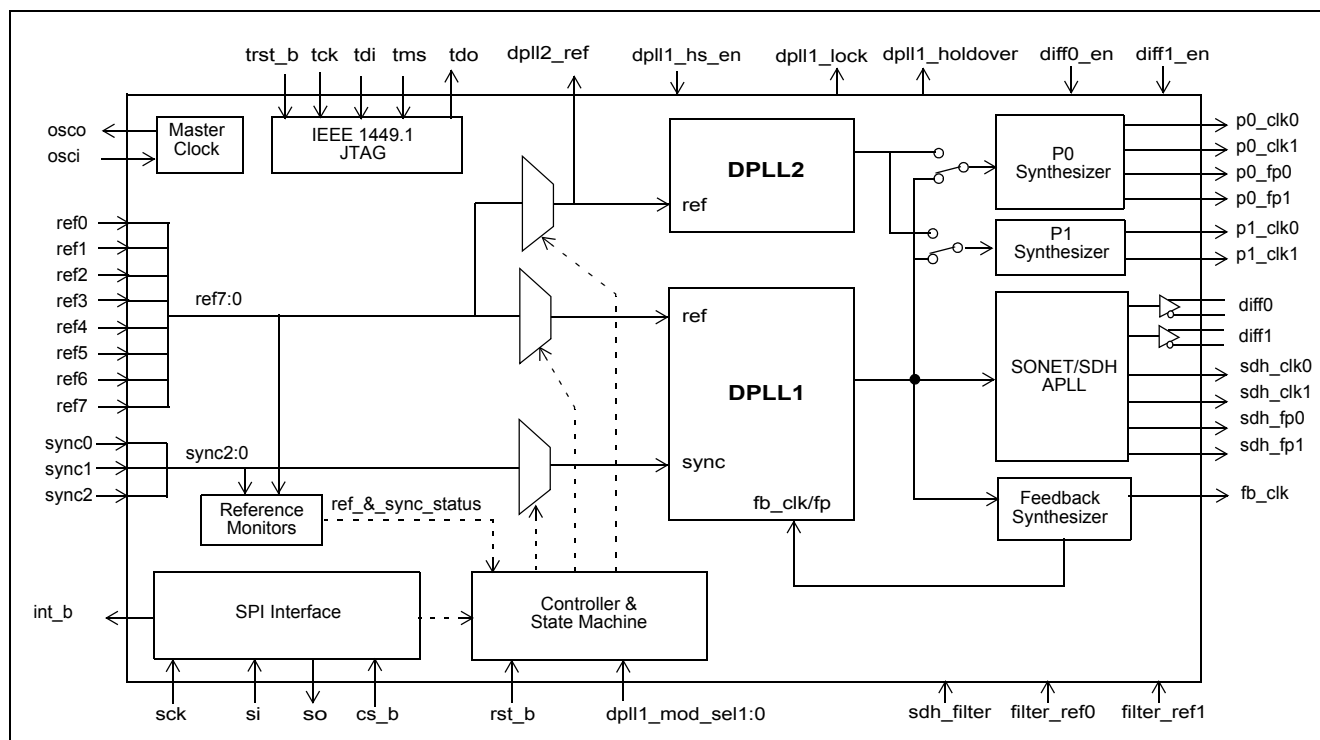 trst_b tck tdi tms tdo dpll2_ref dpll1_hs_en dpll1_lock dpll1_holdover diff0_en diff1_en
osco
osci
Master
Clock
IEEE 1449.1
JTAG
DPLL2
ref
P0
Synthesizer
p0_clk0
p0_clk1
p0_fp0
p0_fp1
P1
Synthesizer
p1_clk0
p1_clk1
ref0
ref1
ref2
ref3
ref4
ref5
ref6
ref7
ref7:0
ref
DPLL1
sync
fb_clk/fp
SONET/SDH
APLL
diff0
diff1
sdh_clk0
sdh_clk1
sdh_fp0
sdh_fp1
sync0
sync1
sync2
sync2:0
Reference
Monitors
ref_&_sync_status
Feedback
Synthesizer
fb_clk
int_b
SPI Interface
Controller &
State Machine
sck si so cs_b rst_b dpll1_mod_sel1:0 sdh_filter filter_ref0 filter_ref1